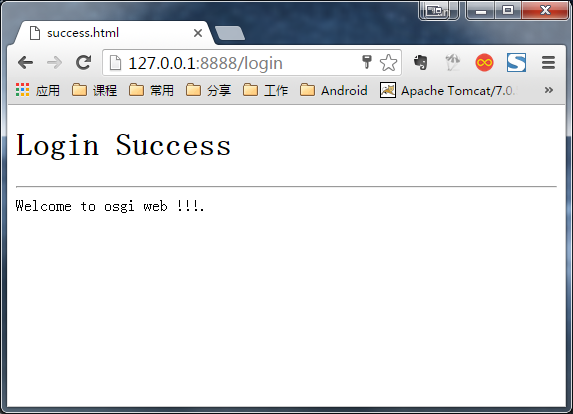 success.html
127.0.0.1:8888/login
应用 课程 常用 分享 工作 Android Apache Tomcat/7.0.
Login Success
Welcome to osgi web !!!.